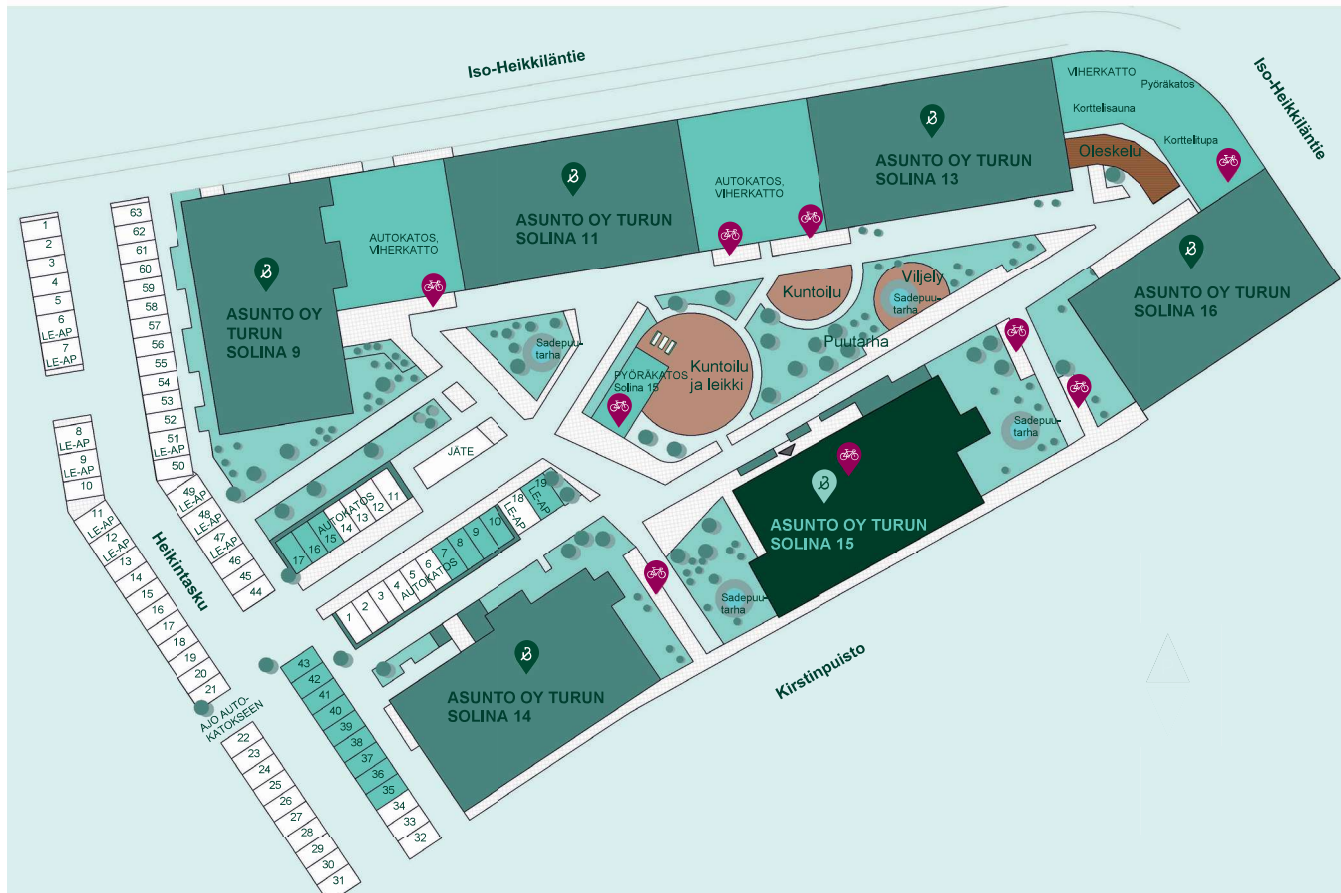 Iso-Heikkiläntie
Iso-Heikkiläntie
VIHERKATTO
Pyöräkatos
Korttelisauna
Korttelitupa
Oleskelu
ASUNTO OY TURUN
SOLINA 13
AUTOKATOS,
VIHERKATTO
ASUNTO OY TURUN
SOLINA 11
AUTOKATOS,
VIHERKATTO
ASUNTO OY
TURUN
SOLINA 9
ASUNTO OY TURUN
SOLINA 16
Kuntoilu
Viljely
Sadepuu-
tarha
Puutarha
Sadepuu-
tarha
PYÖRÄKATOS
Solina 15
Kuntoilu
ja leikki
Sadepuu-
tarha
JÄTE
ASUNTO OY TURUN
SOLINA 15
Sadepuu-
tarha
ASUNTO OY TURUN
SOLINA 14
Kirstinpuisto
Heikintasku
AJO AUTO-
KATOKSEEN
1
2
3
4
5
6
LE-AP
7
LE-AP
8
LE-AP
9
LE-AP
10
11
LE-AP
12
LE-AP
13
14
15
16
17
18
19
20
21
22
23
24
25
26
27
28
29
30
31
63
62
61
60
59
58
57
56
55
54
53
52
51
LE-AP
50
49
LE-AP
48
LE-AP
47
LE-AP
46
45
44
43
42
41
40
39
38
37
36
35
34
33
32
AUTOKATOS
17
16
15
14
13
12
11
AUTOKATOS
1
2
3
4
5
6
7
8
9
10
18
LE-AP
19
LE-AP